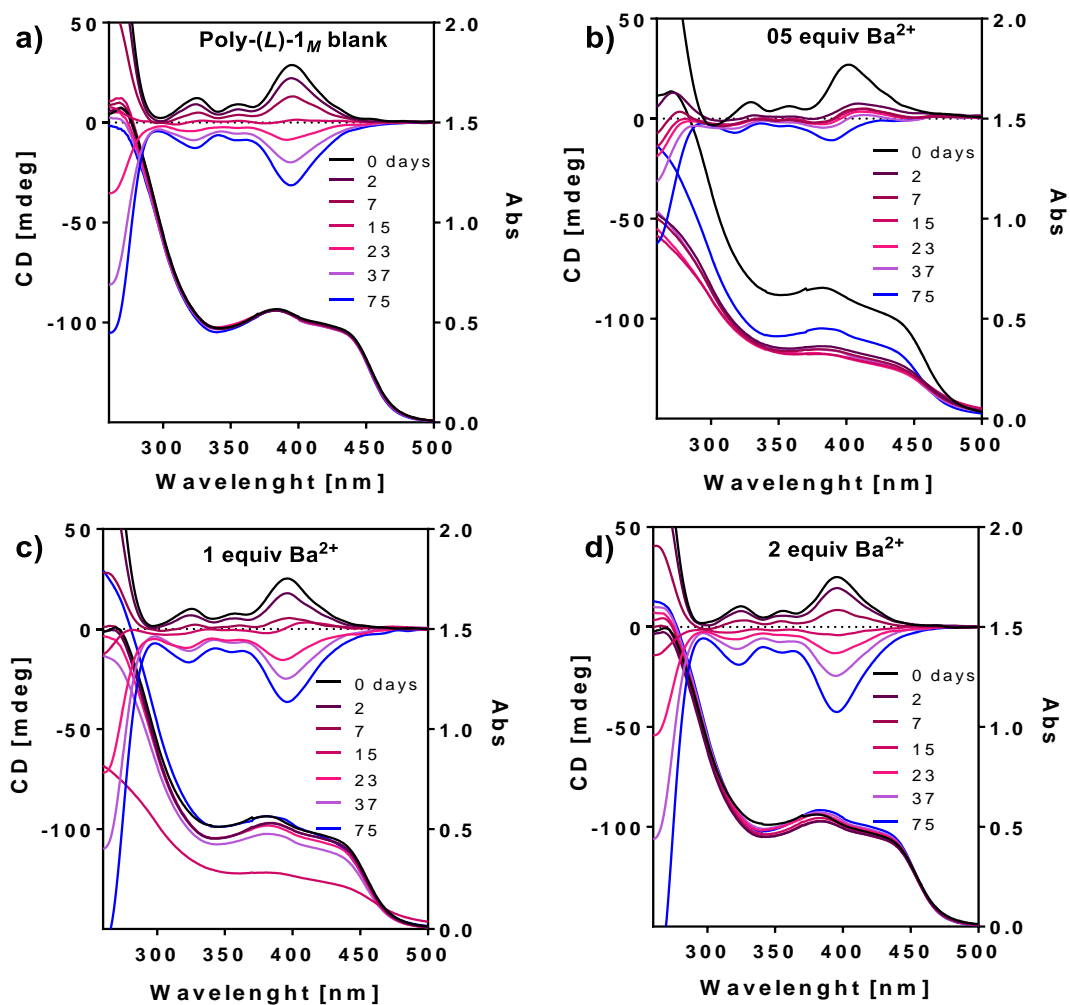 a)
Poly-(L)-1M blank
50
0
-50
-100
CD [mdeg]
2.0
1.5
1.0
0.5
0.0
Abs
0 days
2
7
15
23
37
75
300 350 400 450 500
Wavelenght [nm]
b)
05 equiv Ba2+
50
0
-50
-100
CD [mdeg]
2.0
1.5
1.0
0.5
0.0
Abs
0 days
2
7
15
23
37
75
300 350 400 450 500
Wavelenght [nm]
c)
1 equiv Ba2+
50
0
-50
-100
CD [mdeg]
2.0
1.5
1.0
0.5
0.0
Abs
0 days
2
7
15
23
37
75
300 350 400 450 500
Wavelenght [nm]
d)
2 equiv Ba2+
50
0
-50
-100
CD [mdeg]
2.0
1.5
1.0
0.5
0.0
Abs
0 days
2
7
15
23
37
75
300 350 400 450 500
Wavelenght [nm]